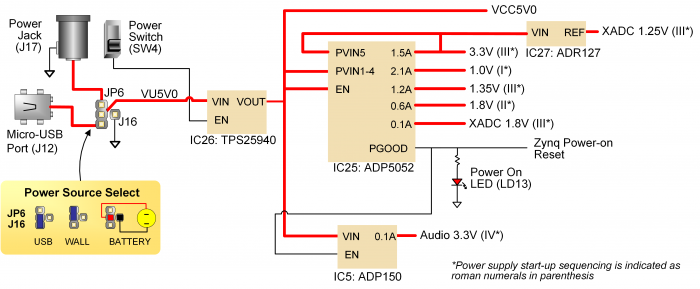 Power
Jack
(J17)
Power
Switch
(SW4)
VCC5V0
VIN REF
XADC 1.25V (III*)
IC27: ADR127
PVIN5 1.5A
3.3V (III*)
PVIN1-4 2.1A
1.0V (I*)
EN 1.2A
1.35V (III*)
0.6A
1.8V (II*)
0.1A
XADC 1.8V (III*)
PGOOD
IC25: ADP5052
Zynq Power-on
Reset
JP6
VU5V0
VIN VOUT
EN
IC26: TPS25940
J16
Micro-USB
Port (J12)
Power On
LED (LD13)
Power Source Select
JP6
J16
USB WALL BATTERY
VIN 0.1A
Audio 3.3V (IV*)
EN
IC5: ADP150
*Power supply start-up sequencing is indicated as
roman numerals in parenthesis